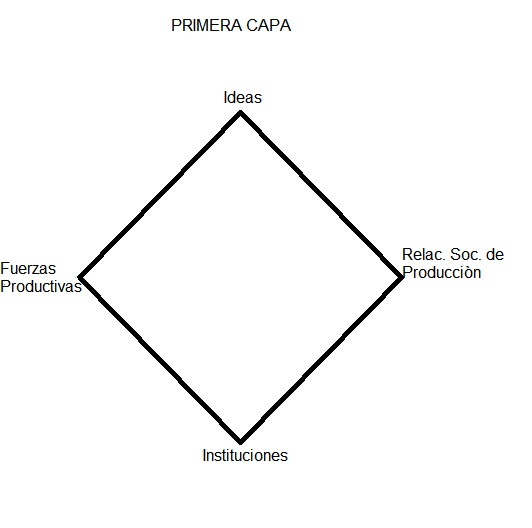 PRIMERA CAPA
Ideas
Relac. Soc. de
Producciòn
Fuerzas
Productivas
Instituciones